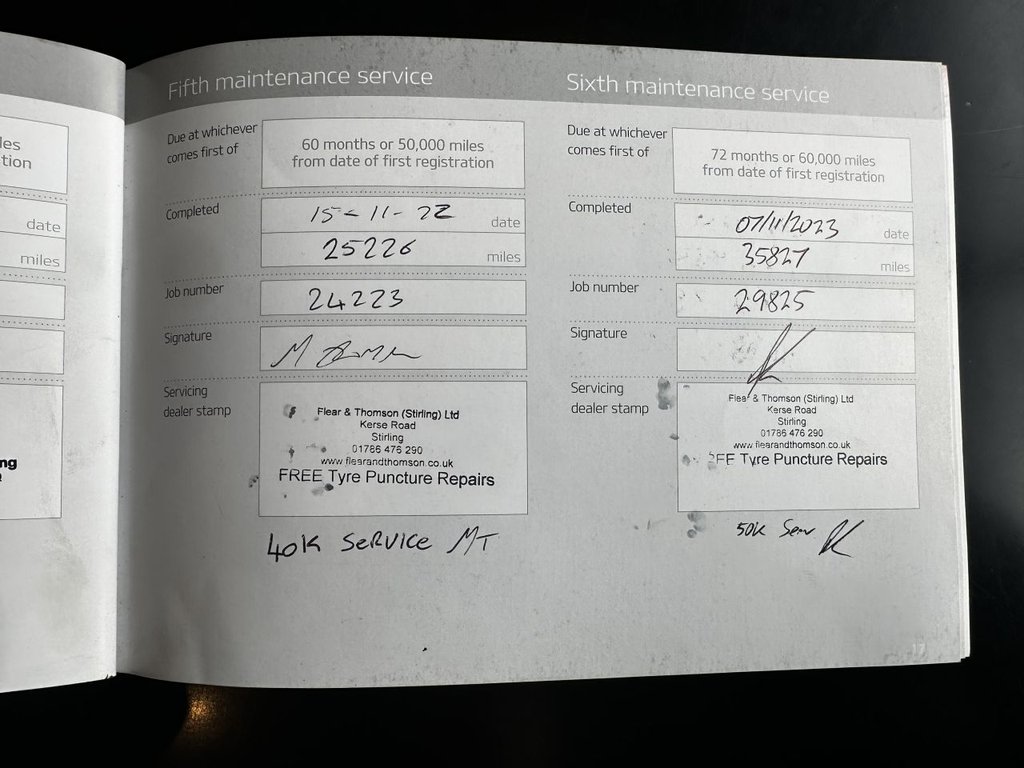 les
tion
date
miles
ng
Fifth maintenance service
Due at whichever
comes first of
60 months or 50,000 miles
from date of first registration
Completed
15-11-22
date
25226
miles
Job number
24223
Signature
Servicing
dealer stamp
Flear & Thomson (Stirling) Ltd
Kerse Road
Stirling
01786 476 290
www.flearandthomson.co.uk
FREE Tyre Puncture Repairs
40K SERVICE MT
Sixth maintenance service
Due at whichever
comes first of
72 months or 60,000 miles
from date of first registration
Completed
07/11/2023
date
35827
miles
Job number
29825
Signature
Servicing
dealer stamp
Flear & Thomson (Stirling) Ltd
Kerse Road
Stirling
01786 476 290
www.flearandthomson.co.uk
EE Tyre Puncture Repairs
50K Serv
17